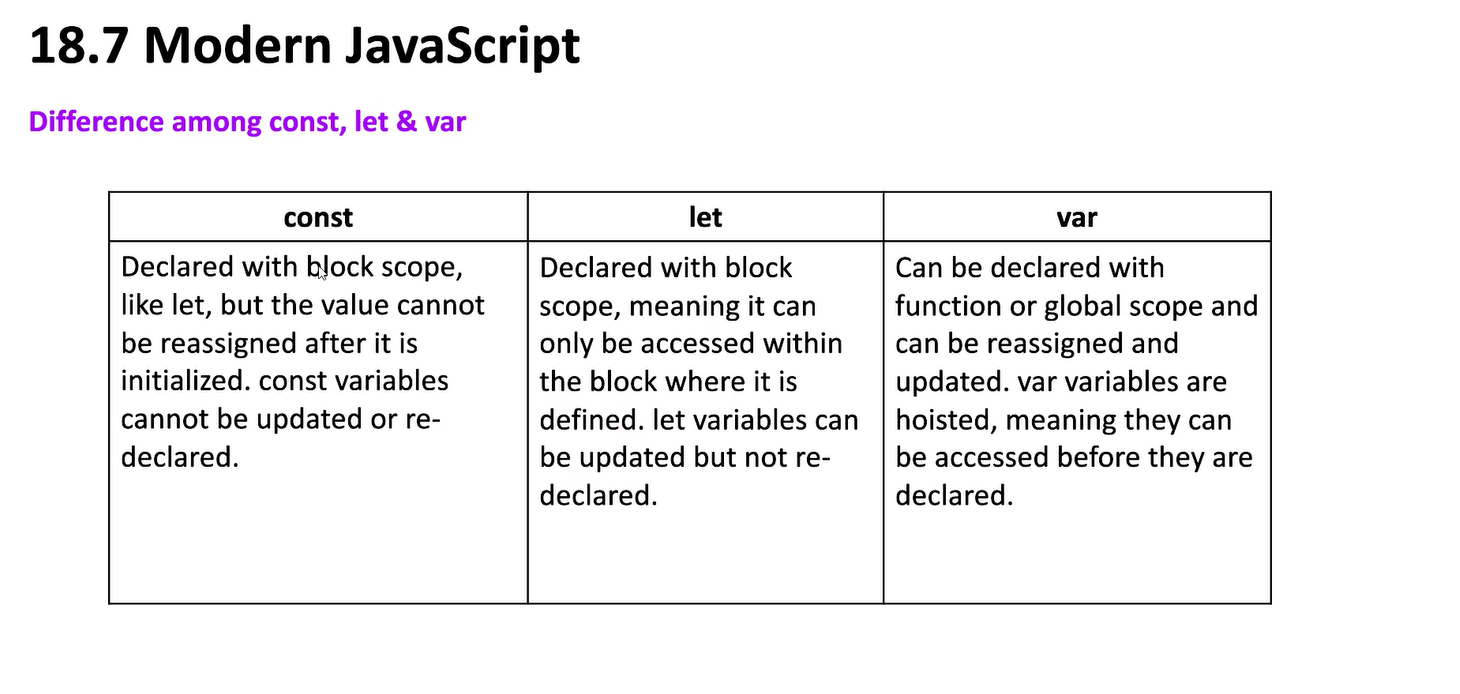 18.7 Modern JavaScript
Difference among const, let & var
const
let
var
Declared with block scope,
like let, but the value cannot
be reassigned after it is
initialized. const variables
cannot be updated or re-
declared.
Declared with block
scope, meaning it can
only be accessed within
the block where it is
defined. let variables can
be updated but not re-
declared.
Can be declared with
function or global scope and
can be reassigned and
updated. var variables are
hoisted, meaning they can
be accessed before they are
declared.